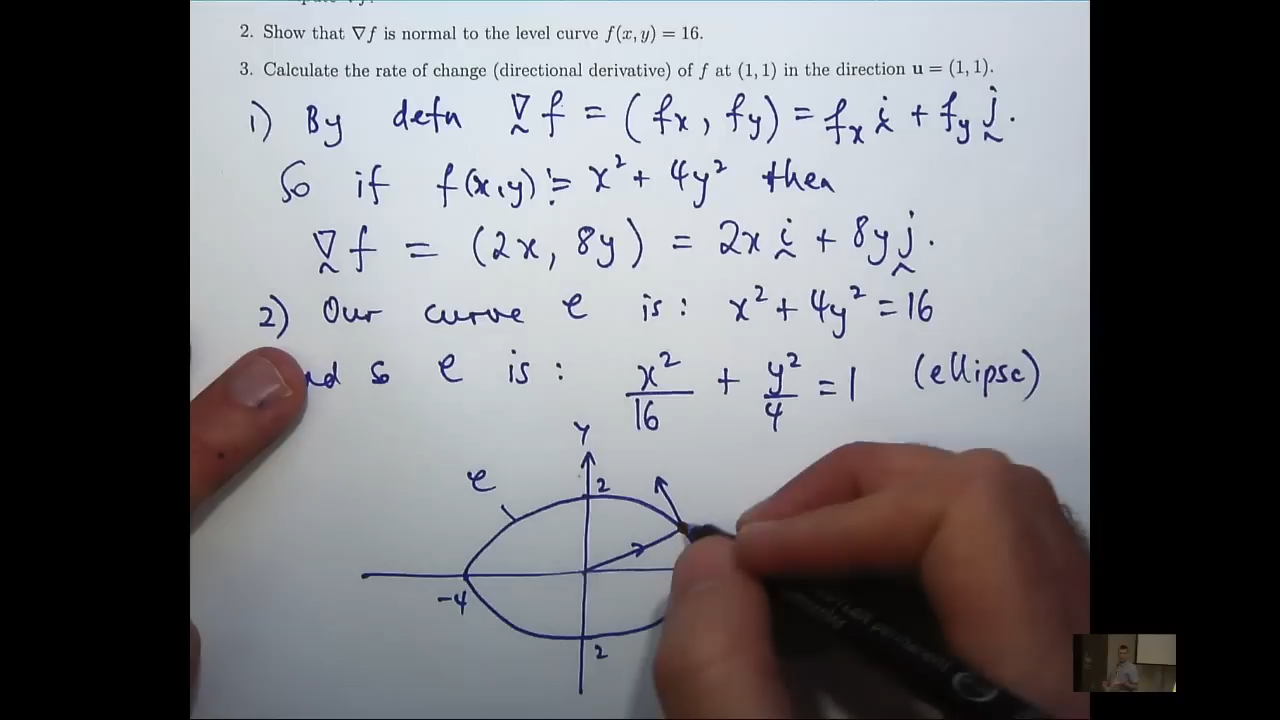 2. Show that ∇f is normal to the level curve f(x, y) = 16.
3. Calculate the rate of change (directional derivative) of f at (1, 1) in the direction u = (1, 1).
1) By defn ∇f = (fx, fy) = fx i + fy j.
So if f(x,y) := x² + 4y² then
∇f = (2x, 8y) = 2x i + 8y j.
2) Our curve C is: x² + 4y² = 16
so C is: x²/16 + y²/4 = 1 (ellipse)
y
C
2
-4
2